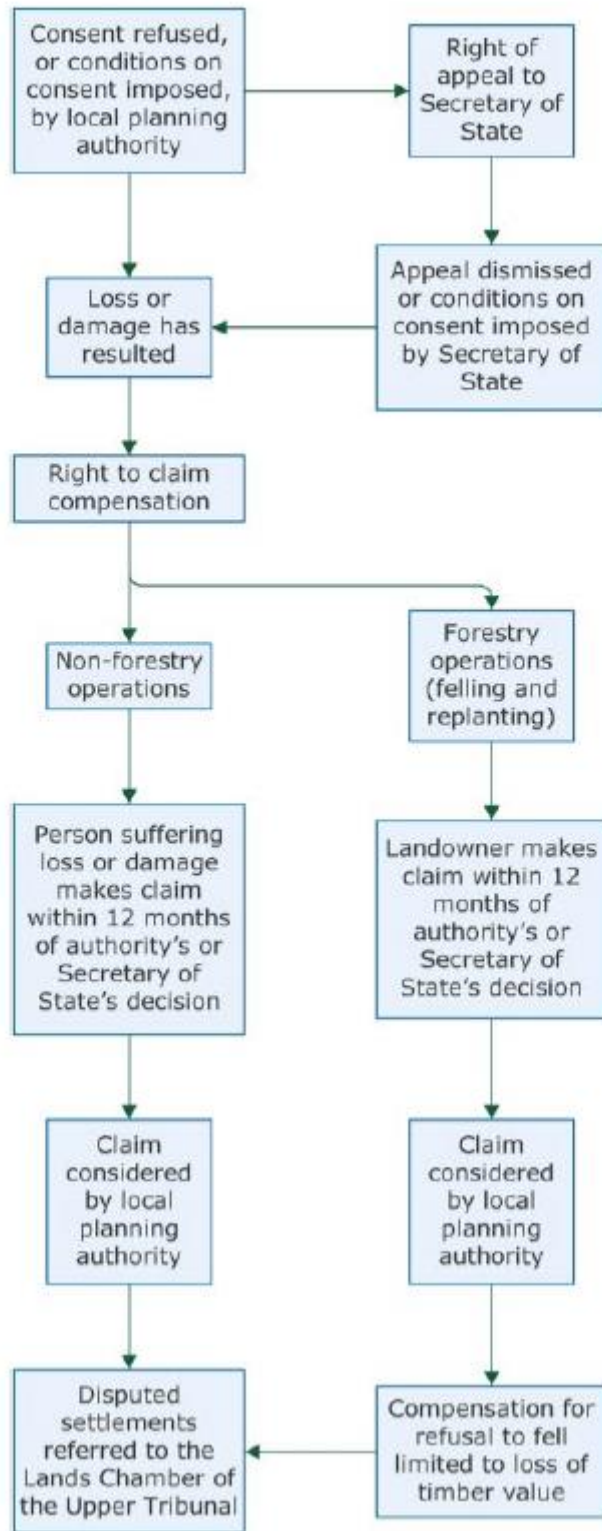 Consent refused,
or conditions on
consent imposed,
by local planning
authority
Right of
appeal to
Secretary of
State
Appeal dismissed
or conditions on
consent imposed
by Secretary of
State
Loss or
damage has
resulted
Right to claim
compensation
Non-forestry
operations
Forestry
operations
(felling and
replanting)
Person suffering
loss or damage
makes claim
within 12 months
of authority's or
Secretary of
State's decision
Landowner makes
claim within 12
months of
authority's or
Secretary of
State's decision
Claim
considered
by local
planning
authority
Claim
considered
by local
planning
authority
Disputed
settlements
referred to the
Lands Chamber of
the Upper Tribunal
Compensation for
refusal to fell
limited to loss of
timber value